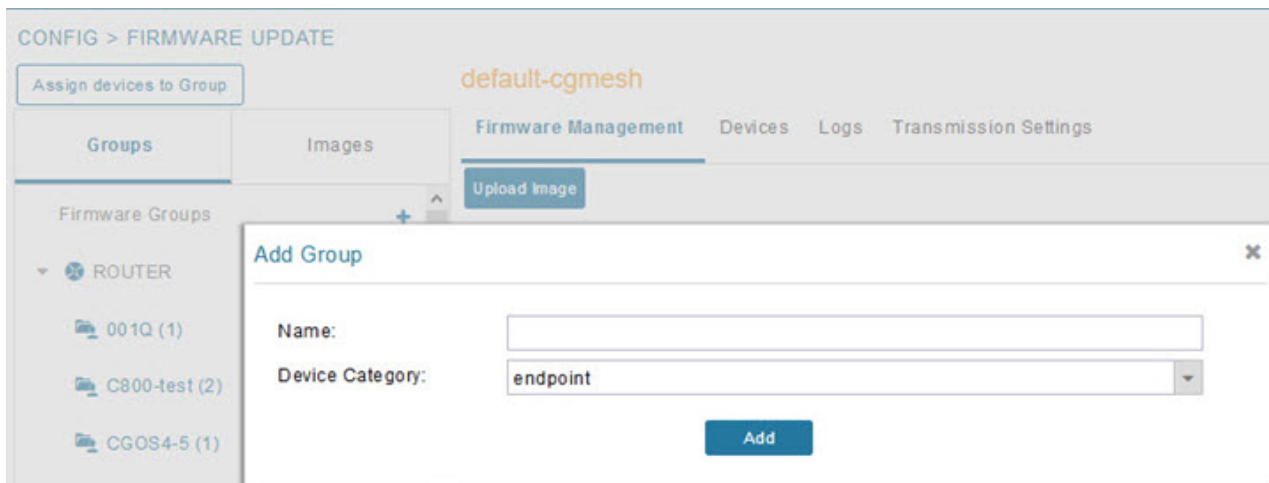 CONFIG > FIRMWARE UPDATE
Assign devices to Group
default-cgmesh
Groups
Images
Firmware Management
Devices
Logs
Transmission Settings
Upload Image
Firmware Groups
+
Add Group
ROUTER
001Q (1)
Name:
C800-test (2)
Device Category:
endpoint
CGOS4-5 (1)
Add